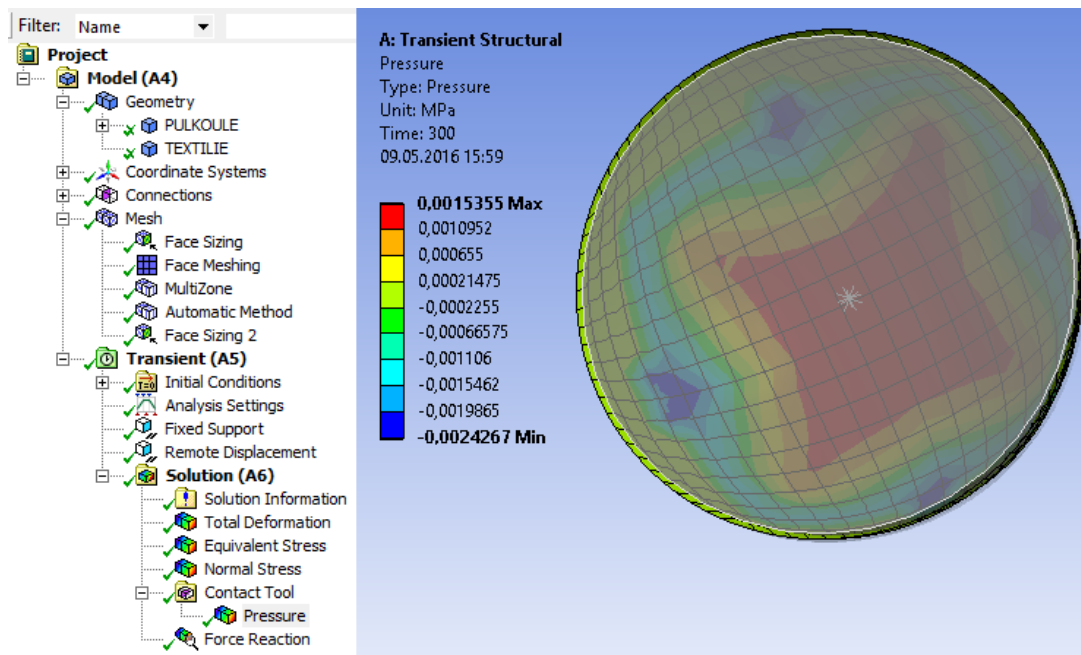 Filter: Name
Project
Model (A4)
Geometry
PULKOULE
TEXTILIE
Coordinate Systems
Connections
Mesh
Face Sizing
Face Meshing
MultiZone
Automatic Method
Face Sizing 2
Transient (A5)
T=0 Initial Conditions
Analysis Settings
Fixed Support
Remote Displacement
Solution (A6)
Solution Information
Total Deformation
Equivalent Stress
Normal Stress
Contact Tool
Pressure
Force Reaction
A: Transient Structural
Pressure
Type: Pressure
Unit: MPa
Time: 300
09.05.2016 15:59
0,0015355 Max
0,0010952
0,000655
0,00021475
-0,0002255
-0,00066575
-0,001106
-0,0015462
-0,0019865
-0,0024267 Min